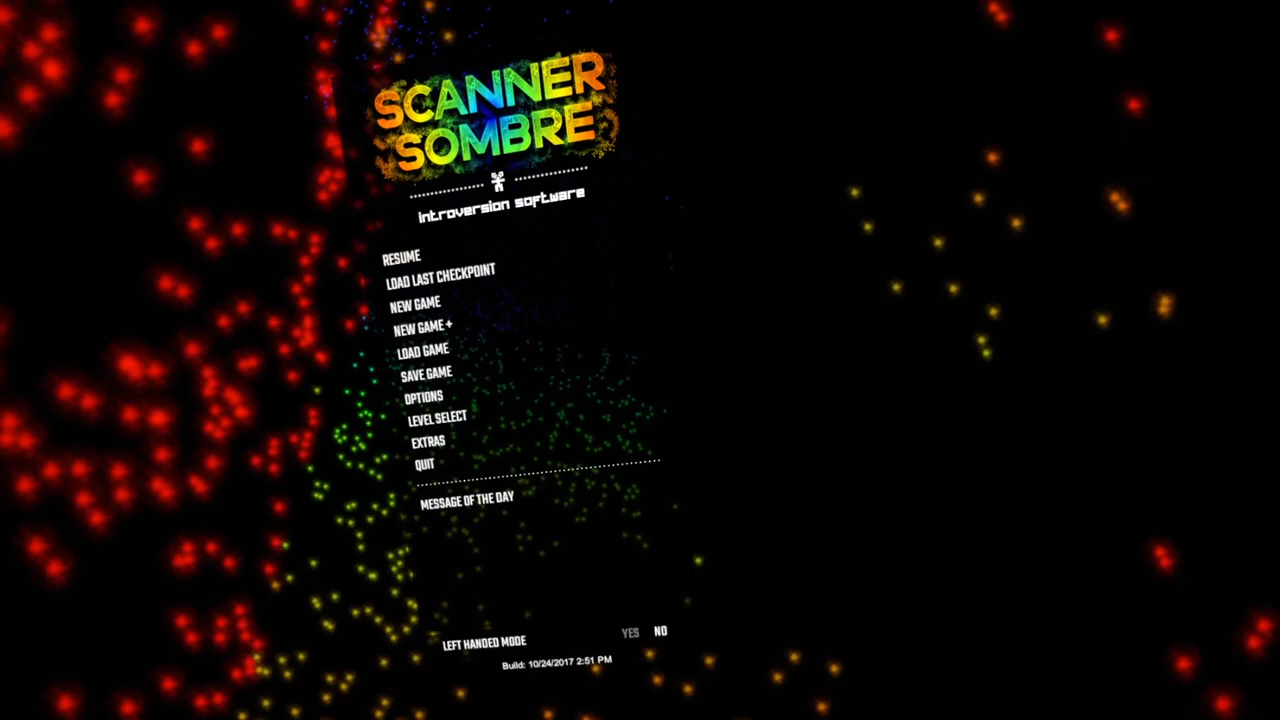 SCANNER
SOMBRE
introversion software
RESUME
LOAD LAST CHECKPOINT
NEW GAME
NEW GAME +
LOAD GAME
SAVE GAME
OPTIONS
LEVEL SELECT
EXTRAS
QUIT
MESSAGE OF THE DAY
LEFT HANDED MODE YES NO
Build: 10/24/2017 2:51 PM